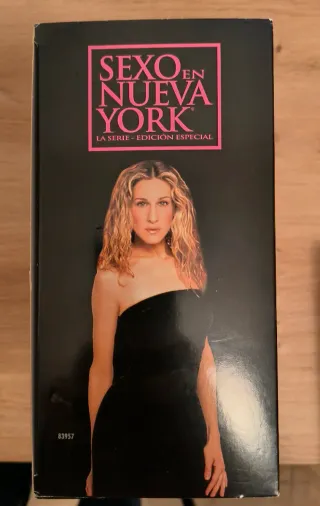 SEXO EN
NUEVA
YORK®
LA SERIE - EDICIÓN ESPECIAL
83957